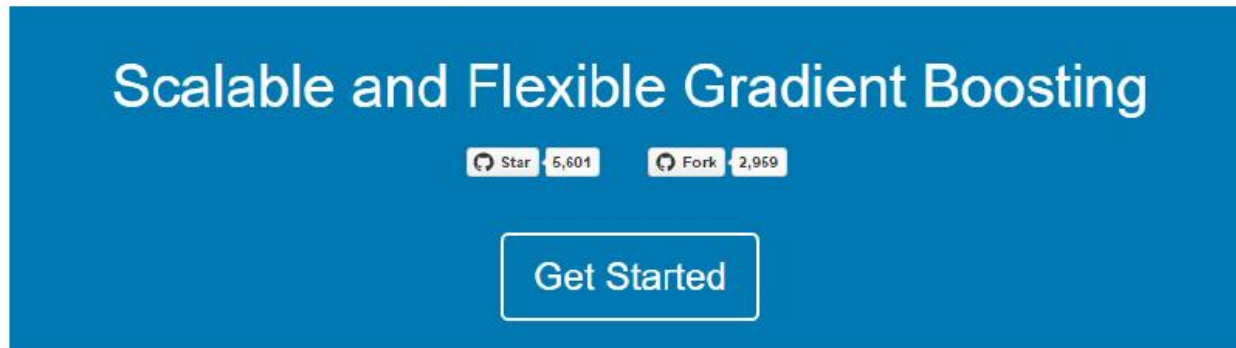 Scalable and Flexible Gradient Boosting
Star 5,601 Fork 2,959
Get Started